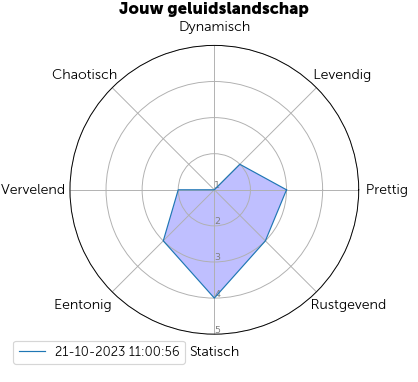 Jouw geluidslandschap
Dynamisch
Chaotisch
Levendig
Vervelend
Prettig
1
2
3
4
5
Eentonig
Rustgevend
Statisch
21-10-2023 11:00:56